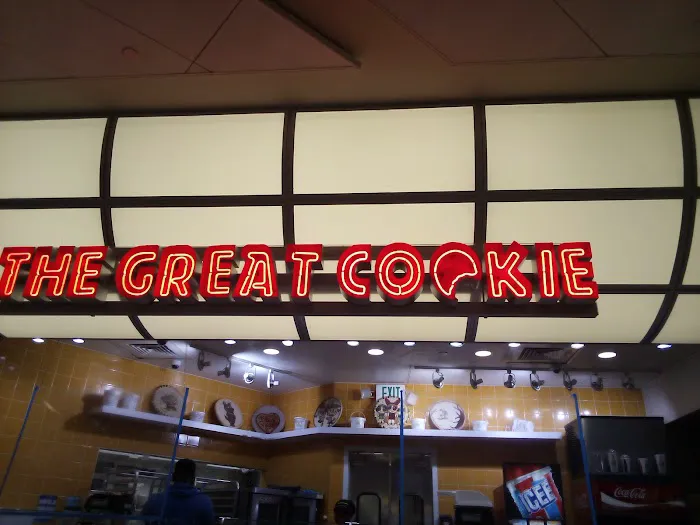 THE GREAT COOKIE
EXIT
ICEE
Coca-Cola